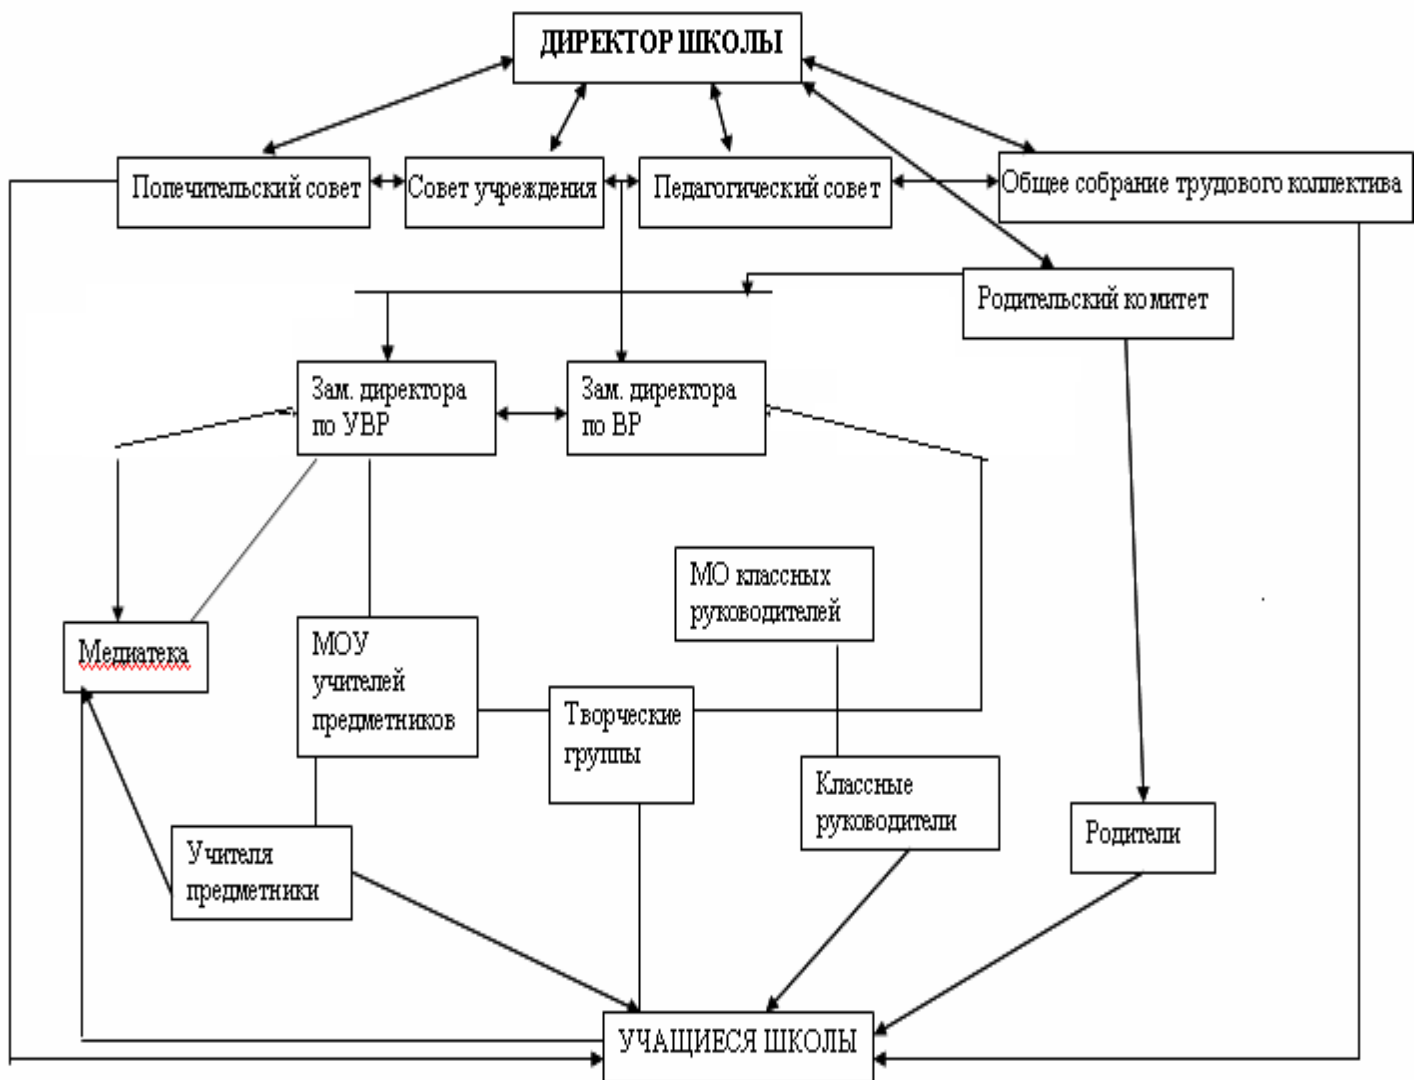 ДИРЕКТОР ШКОЛЫ
Попечительский совет
Совет учреждения
Педагогический совет
Общее собрание трудового коллектива
Родительский комитет
Зам. директора
по УВР
Зам. директора
по ВР
МО классных
руководителей
Медиатека
МОУ
учителей
предметников
Творческие
группы
Классные
руководители
Родители
Учителя
предметники
УЧАЩИЕСЯ ШКОЛЫ